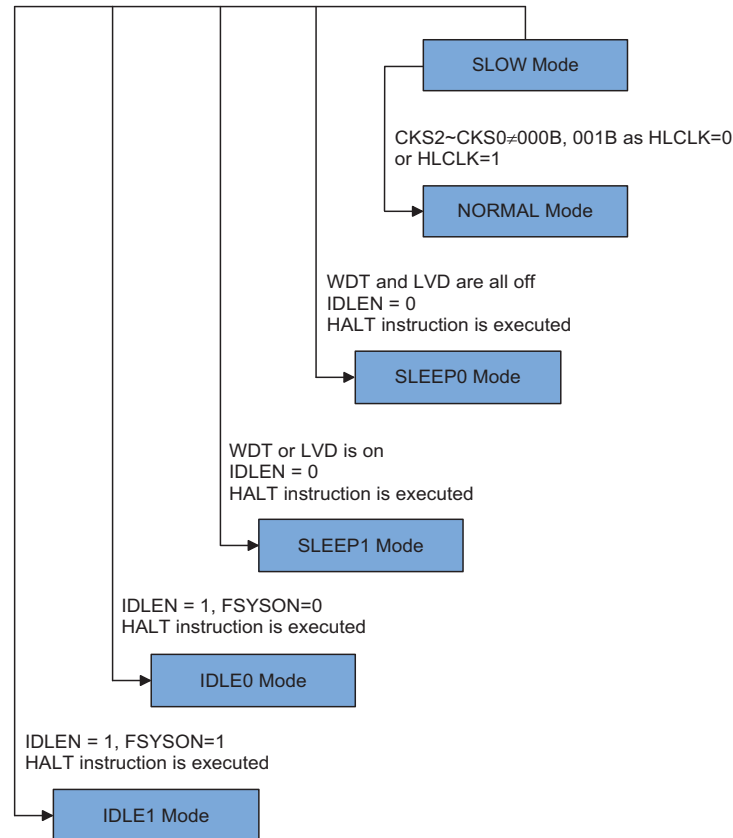 SLOW Mode
CKS2~CKS0≠000B, 001B as HLCLK=0
or HLCLK=1
NORMAL Mode
WDT and LVD are all off
IDLEN = 0
HALT instruction is executed
SLEEP0 Mode
WDT or LVD is on
IDLEN = 0
HALT instruction is executed
SLEEP1 Mode
IDLEN = 1, FSYSON=0
HALT instruction is executed
IDLE0 Mode
IDLEN = 1, FSYSON=1
HALT instruction is executed
IDLE1 Mode